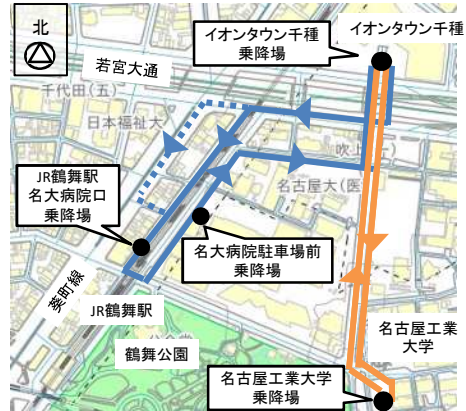 北
イオンタウン千種
乗降場
イオンタウン千種
若宮大通
千代田(五)
日本福祉大
吹上(一)
名古屋大(医
JR鶴舞駅
名大病院口
乗降場
名大病院駐車場前
乗降場
葵町線
JR鶴舞駅
鶴舞公園
名古屋工業
大学
名古屋工業大学
乗降場